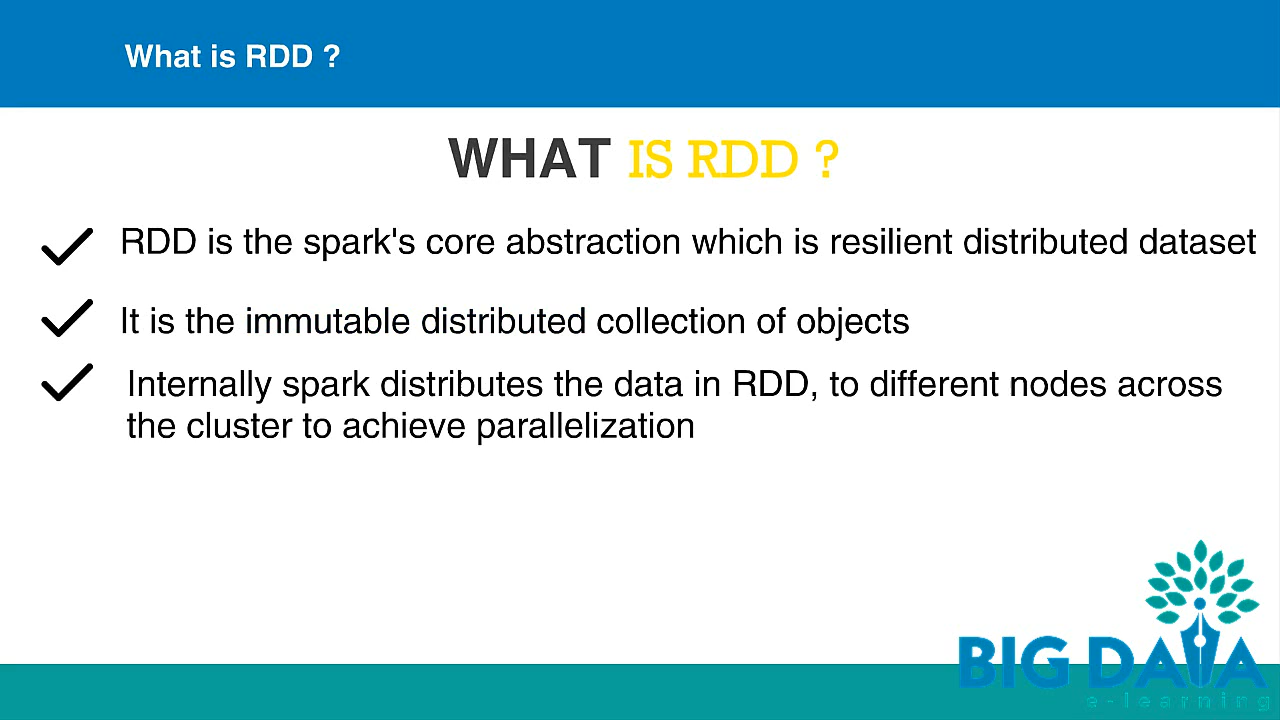 What is RDD ?
WHAT IS RDD ?
RDD is the spark's core abstraction which is resilient distributed dataset
It is the immutable distributed collection of objects
Internally spark distributes the data in RDD, to different nodes across
the cluster to achieve parallelization
BIG DATA
e-learning